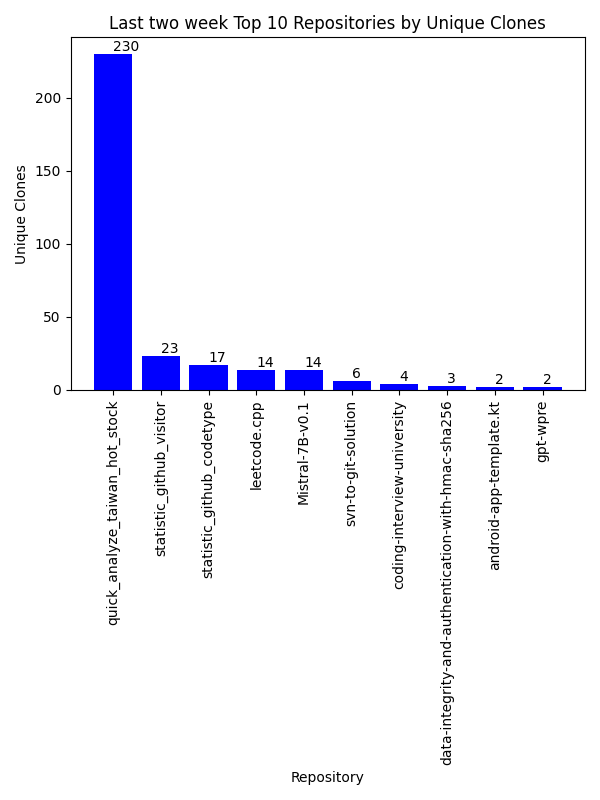 Last two week Top 10 Repositories by Unique Clones
Unique Clones
200
150
100
50
0
230
23
17
14
14
6
4
3
2
2
quick_analyze_taiwan_hot_stock
statistic_github_visitor
statistic_github_codetype
leetcode.cpp
Mistral-7B-v0.1
svn-to-git-solution
coding-interview-university
data-integrity-and-authentication-with-hmac-sha256
android-app-template.kt
gpt-wpre
Repository